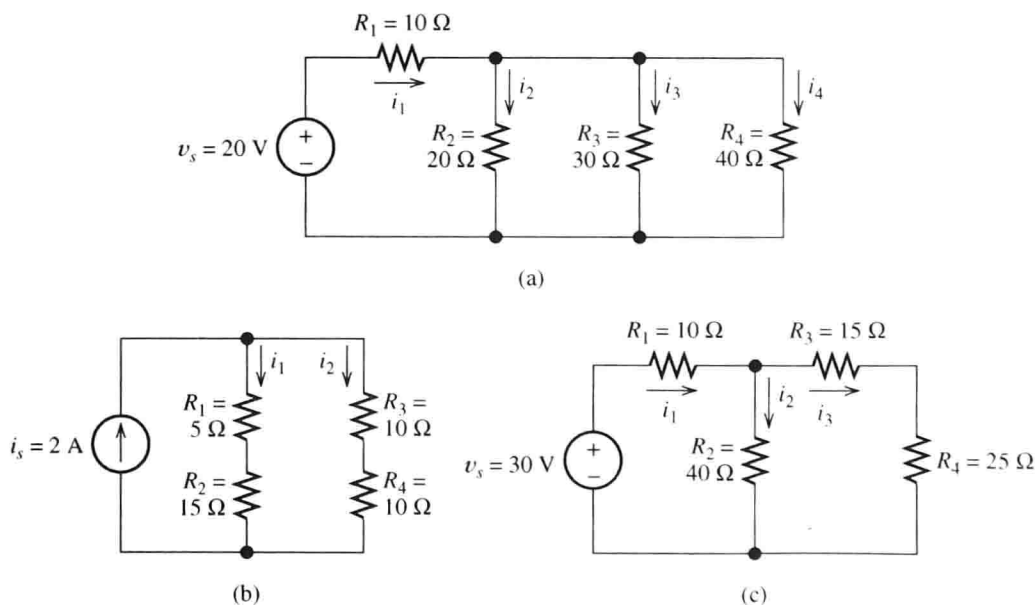 R₁ = 10 Ω
i₁
i₂
i₃
i₄
vₛ = 20 V
+
−
R₂ =
20 Ω
R₃ =
30 Ω
R₄ =
40 Ω
(a)
i₁
i₂
iₛ = 2 A
R₁ =
5 Ω
R₃ =
10 Ω
R₂ =
15 Ω
R₄ =
10 Ω
(b)
R₁ = 10 Ω
R₃ = 15 Ω
i₁
i₂
i₃
vₛ = 30 V
+
−
R₂ =
40 Ω
R₄ = 25 Ω
(c)